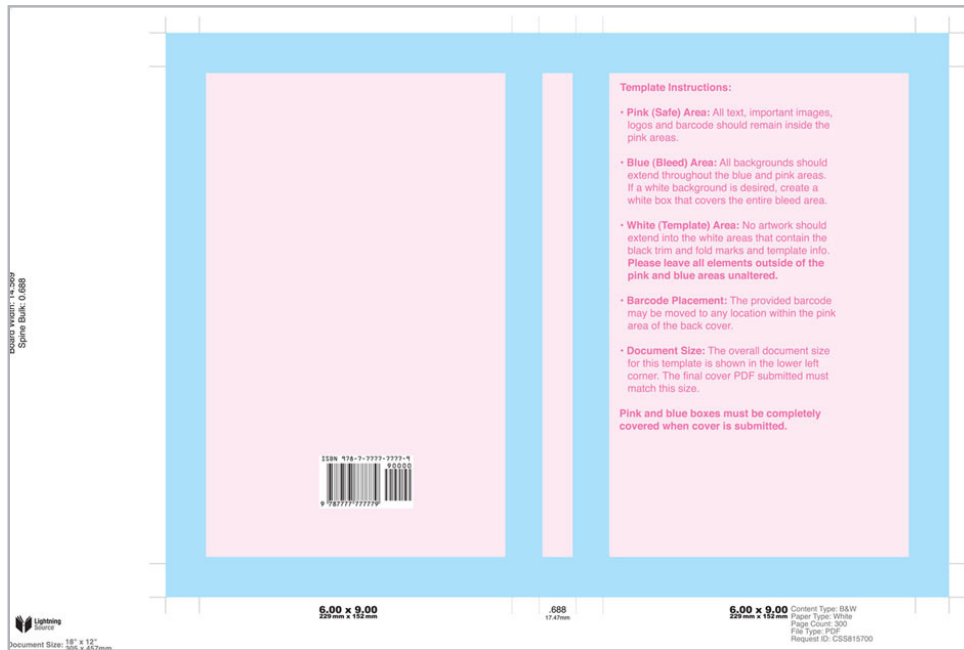 Template Instructions:
• Pink (Safe) Area: All text, important images,
logos and barcode should remain inside the
pink areas.
• Blue (Bleed) Area: All backgrounds should
extend throughout the blue and pink areas.
If a white background is desired, create a
white box that covers the entire bleed area.
• White (Template) Area: No artwork should
extend into the white areas that contain the
black trim and fold marks and template info.
Please leave all elements outside of the
pink and blue areas unaltered.
• Barcode Placement: The provided barcode
may be moved to any location within the pink
area of the back cover.
• Document Size: The overall document size
for this template is shown in the lower left
corner. The final cover PDF submitted must
match this size.
Pink and blue boxes must be completely
covered when cover is submitted.
Board Width: 14.569
Spine Bulk: 0.688
ISBN 978-7-7777-7777-9
90000
9 787777 777779
6.00 x 9.00
229 mm x 152 mm
.688
17.47mm
6.00 x 9.00
229 mm x 152 mm
Content Type: B&W
Paper Type: White
Page Count: 300
File Type: PDF
Request ID: CSS815700
Lightning
Source
Document Size: 18" x 12"
305 x 457mm